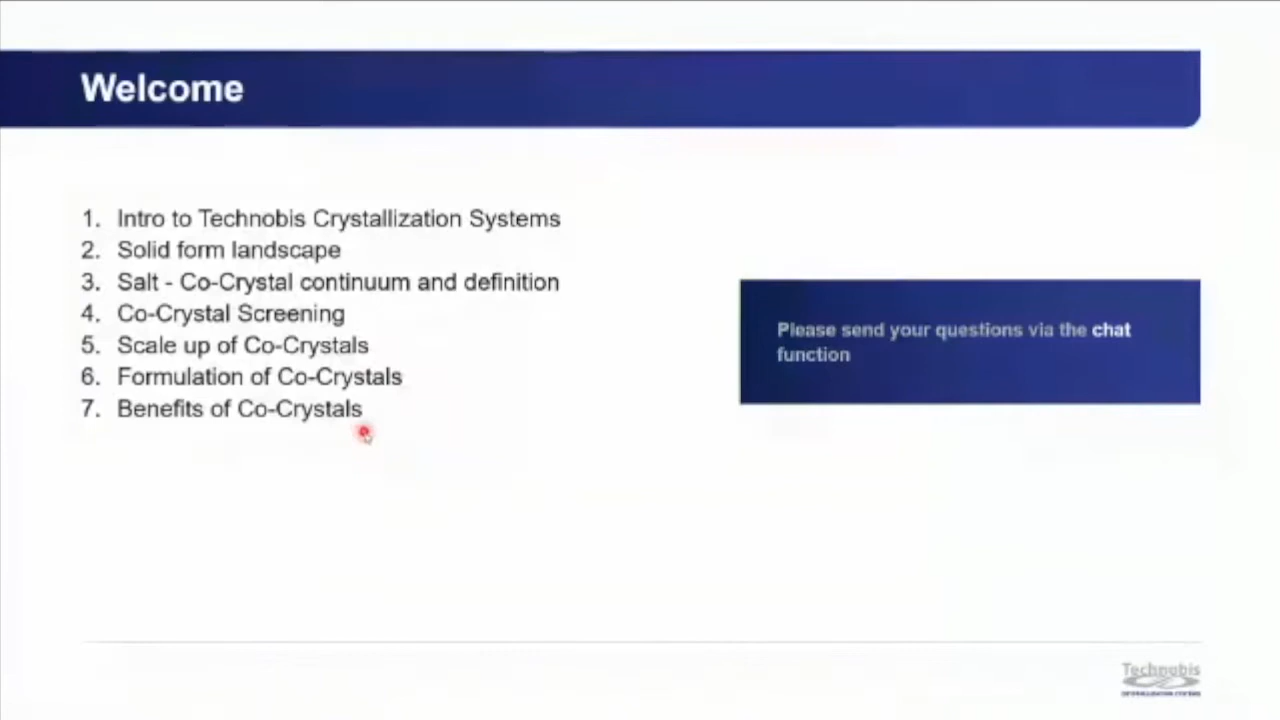 Welcome
1. Intro to Technobis Crystallization Systems
2. Solid form landscape
3. Salt - Co-Crystal continuum and definition
4. Co-Crystal Screening
5. Scale up of Co-Crystals
6. Formulation of Co-Crystals
7. Benefits of Co-Crystals
Please send your questions via the chat
function
Technobis
CRYSTALLIZATION SYSTEMS